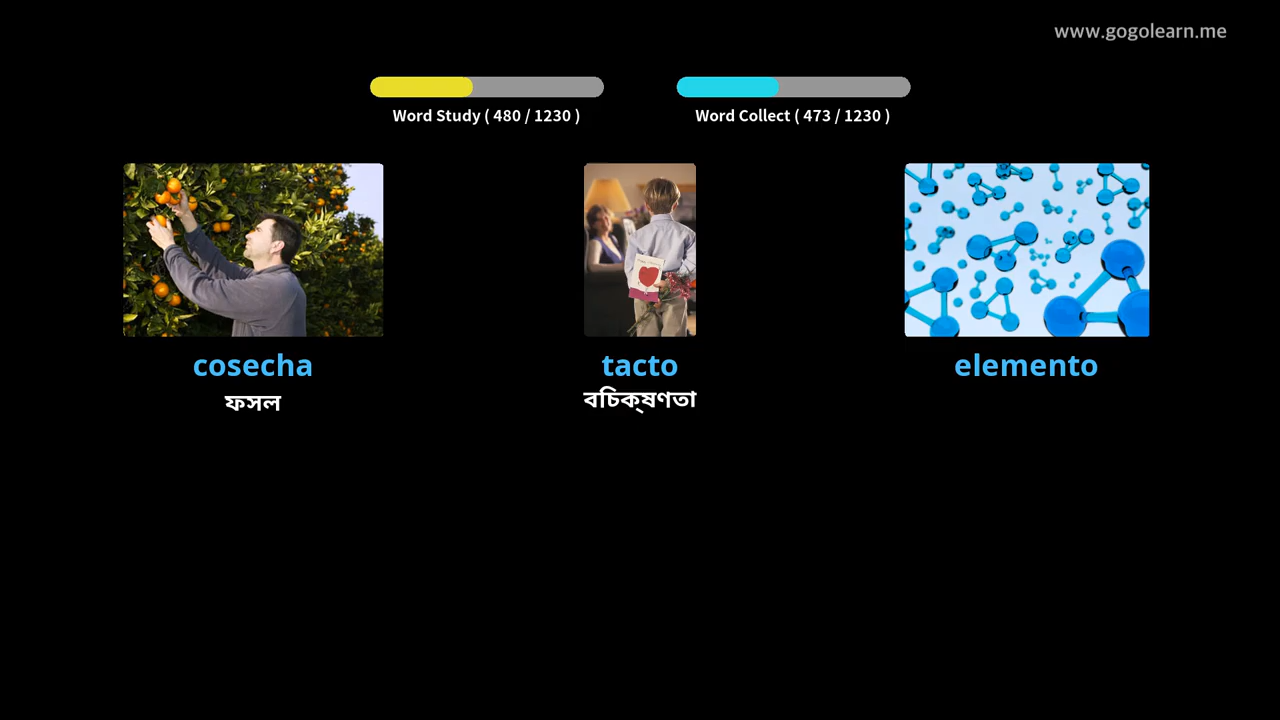 www.gogolearn.me
Word Study ( 480 / 1230 )
Word Collect ( 473 / 1230 )
cosecha
tacto
elemento
ফসল
বচিক্ষণতা